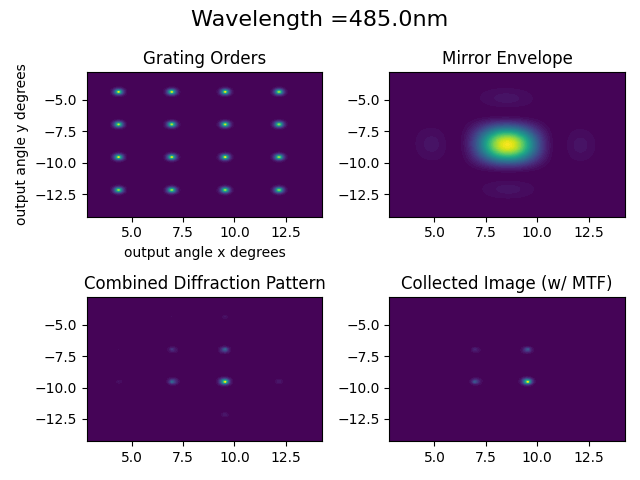 Wavelength =485.0nm
Grating Orders
Mirror Envelope
output angle y degrees
−5.0
−7.5
−10.0
−12.5
5.0 7.5 10.0 12.5
output angle x degrees
−5.0
−7.5
−10.0
−12.5
5.0 7.5 10.0 12.5
Combined Diffraction Pattern
Collected Image (w/ MTF)
−5.0
−7.5
−10.0
−12.5
5.0 7.5 10.0 12.5
−5.0
−7.5
−10.0
−12.5
5.0 7.5 10.0 12.5